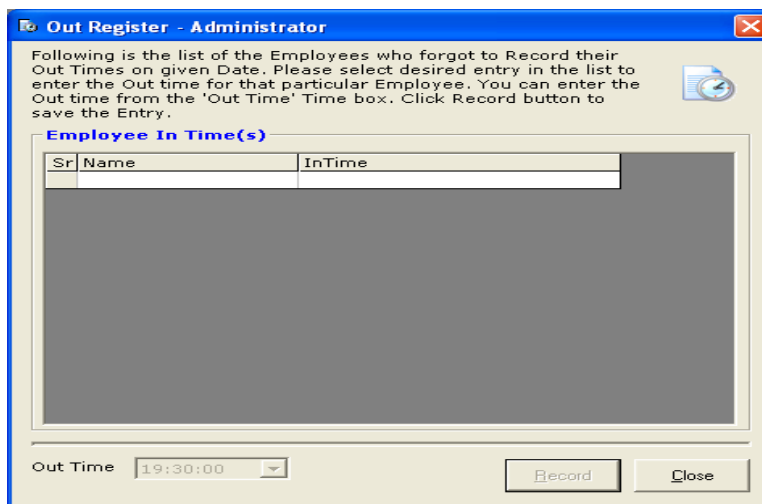 Out Register - Administrator
Following is the list of the Employees who forgot to Record their
Out Times on given Date. Please select desired entry in the list to
enter the Out time for that particular Employee. You can enter the
Out time from the 'Out Time' Time box. Click Record button to
save the Entry.
Employee In Time(s)
Sr Name InTime
Out Time 19:30:00 Record Close